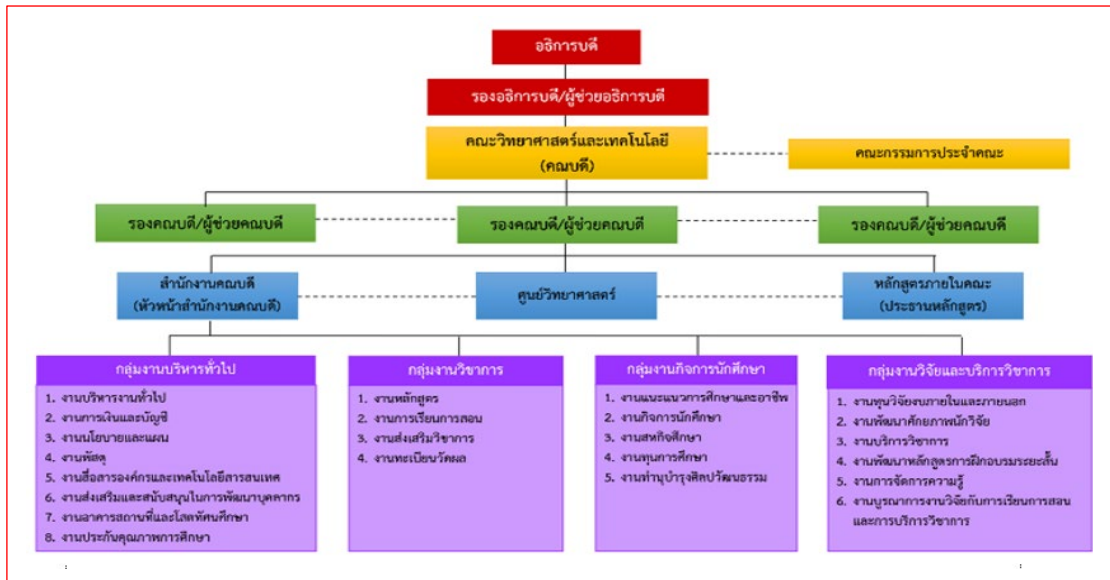 อธิการบดี
รองอธิการบดี/ผู้ช่วยอธิการบดี
คณะวิทยาศาสตร์และเทคโนโลยี
(คณบดี)
คณะกรรมการประจำคณะ
รองคณบดี/ผู้ช่วยคณบดี
รองคณบดี/ผู้ช่วยคณบดี
รองคณบดี/ผู้ช่วยคณบดี
สำนักงานคณบดี
(หัวหน้าสำนักงานคณบดี)
ศูนย์วิทยาศาสตร์
หลักสูตรภายในคณะ
(ประธานหลักสูตร)
กลุ่มงานบริหารทั่วไป
1. งานบริหารงานทั่วไป
2. งานการเงินและบัญชี
3. งานนโยบายและแผน
4. งานพัสดุ
5. งานสื่อสารองค์กรและเทคโนโลยีสารสนเทศ
6. งานส่งเสริมและสนับสนุนในการพัฒนาบุคลากร
7. งานอาคารสถานที่และโสตทัศนศึกษา
8. งานประกันคุณภาพการศึกษา
กลุ่มงานวิชาการ
1. งานหลักสูตร
2. งานการเรียนการสอน
3. งานส่งเสริมวิชาการ
4. งานทะเบียนวัดผล
กลุ่มงานกิจการนักศึกษา
1. งานแนะแนวการศึกษาและอาชีพ
2. งานกิจการนักศึกษา
3. งานสหกิจศึกษา
4. งานทุนการศึกษา
5. งานทำนุบำรุงศิลปวัฒนธรรม
กลุ่มงานวิจัยและบริการวิชาการ
1. งานทุนวิจัยงบภายในและภายนอก
2. งานพัฒนาศักยภาพนักวิจัย
3. งานบริการวิชาการ
4. งานพัฒนาหลักสูตรการฝึกอบรมระยะสั้น
5. งานการจัดการความรู้
6. งานบูรณาการงานวิจัยกับการเรียนการสอน
และการบริการวิชาการ